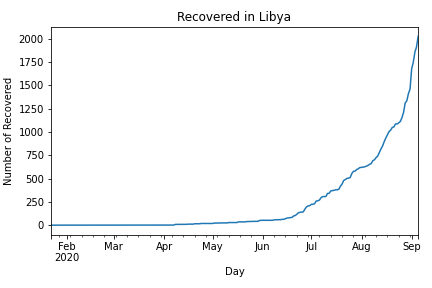 Recovered in Libya
Number of Recovered
2000
1750
1500
1250
1000
750
500
250
0
Feb
2020
Mar
Apr
May
Jun
Jul
Aug
Sep
Day